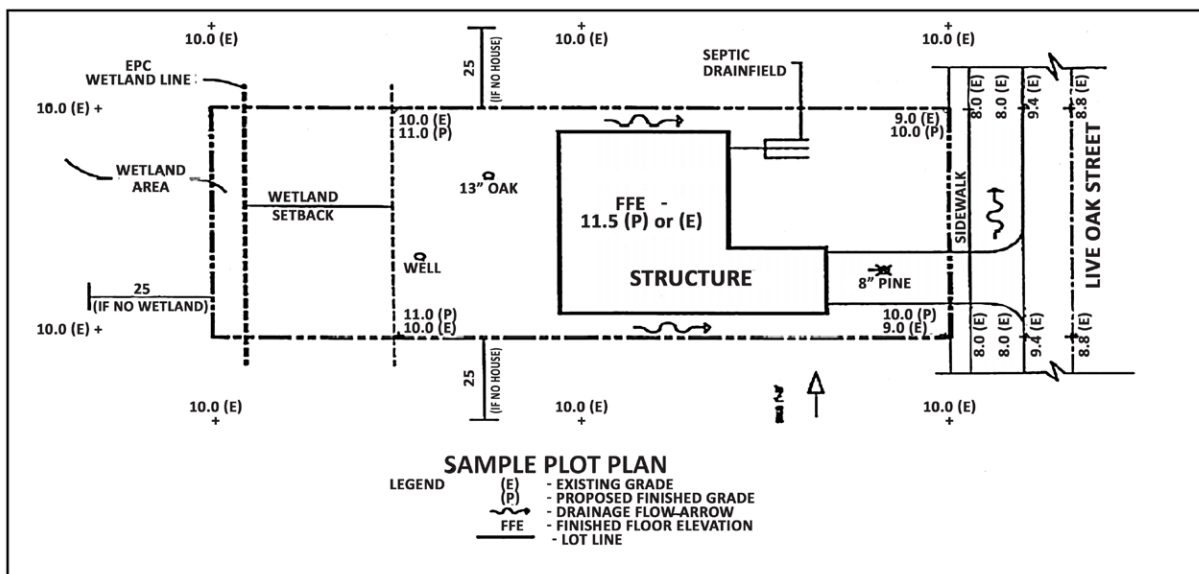 10.0 (E)
10.0 (E)
10.0 (E)
EPC
WETLAND LINE
25
(IF NO HOUSE)
SEPTIC
DRAINFIELD
10.0 (E)
10.0 (E)
11.0 (P)
9.0 (E)
10.0 (P)
8.0 (E)
8.0 (E)
9.4 (E)
8.8 (E)
WETLAND
AREA
WETLAND
SETBACK
13" OAK
FFE -
11.5 (P) or (E)
SIDEWALK
LIVE OAK STREET
WELL
STRUCTURE
8" PINE
25
(IF NO WETLAND)
10.0 (E)
11.0 (P)
10.0 (E)
10.0 (P)
9.0 (E)
8.0 (E)
8.0 (E)
9.4 (E)
8.8 (E)
25
(IF NO HOUSE)
10.0 (E)
10.0 (E)
10.0 (E)
SAMPLE PLOT PLAN
LEGEND
(E) - EXISTING GRADE
(P) - PROPOSED FINISHED GRADE
- DRAINAGE FLOW ARROW
FFE - FINISHED FLOOR ELEVATION
- LOT LINE